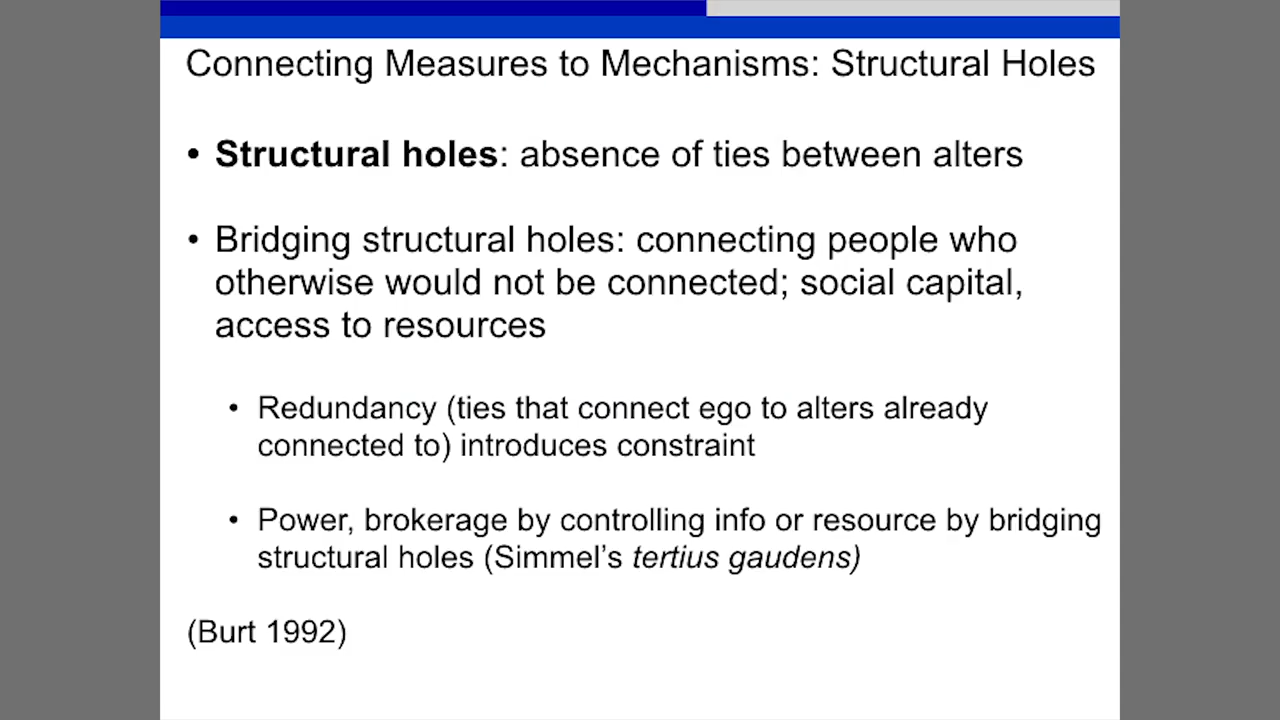 Connecting Measures to Mechanisms: Structural Holes
• Structural holes: absence of ties between alters
• Bridging structural holes: connecting people who
otherwise would not be connected; social capital,
access to resources
• Redundancy (ties that connect ego to alters already
connected to) introduces constraint
• Power, brokerage by controlling info or resource by bridging
structural holes (Simmel’s tertius gaudens)
(Burt 1992)